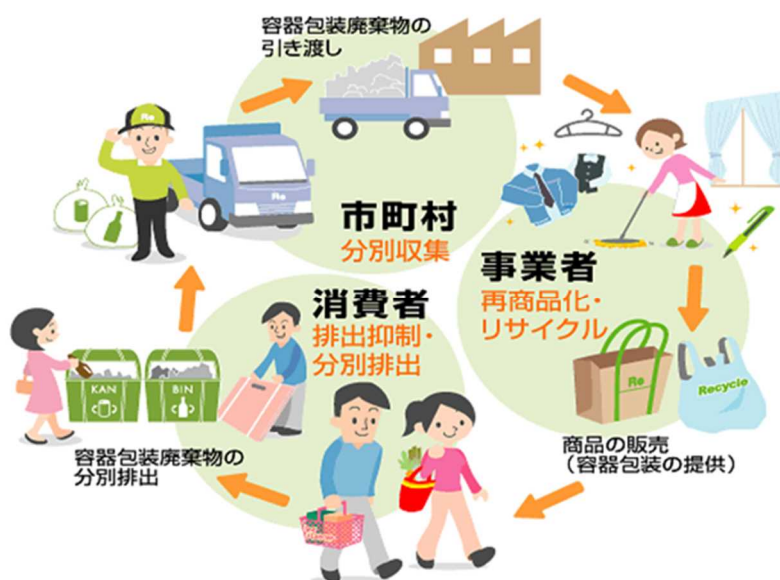 容器包装廃棄物の
引き渡し
Re
Re
市町村
分別収集
事業者
再商品化・
リサイクル
消費者
排出抑制・
分別排出
KAN
BIN
Re
Recycle
容器包装廃棄物の
分別排出
商品の販売
(容器包装の提供)